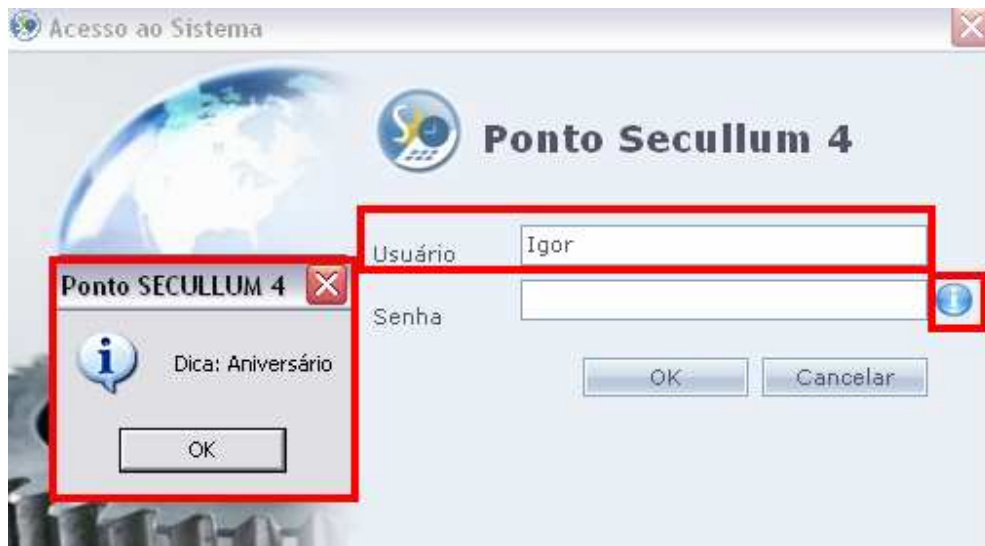 Acesso ao Sistema
Ponto Secullum 4
Usuário
Igor
Senha
OK
Cancelar
Ponto SECULLUM 4
Dica: Aniversário
OK